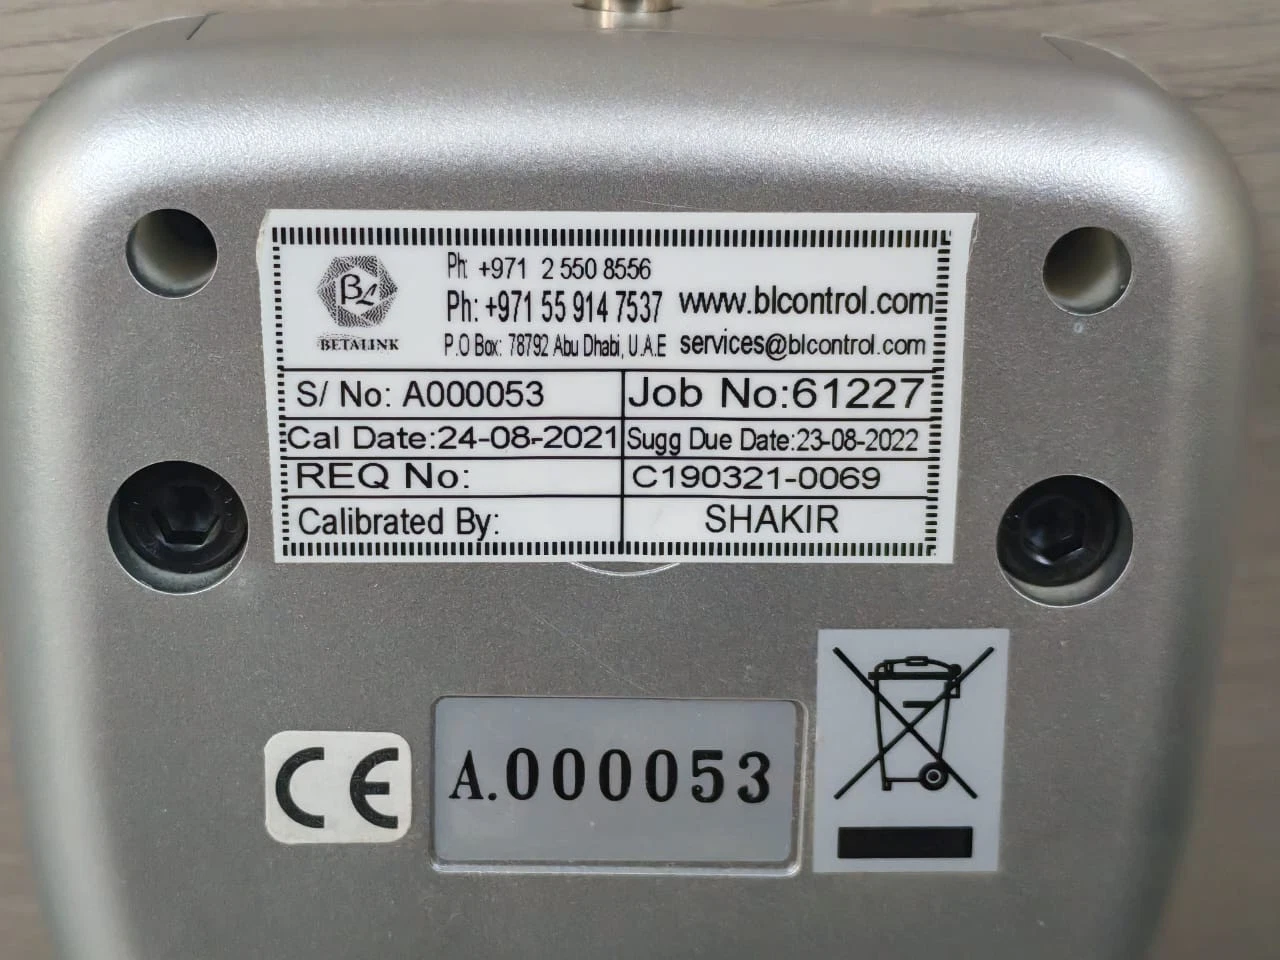 βL
BETALINK
Ph: +971 2 550 8556
Ph: +971 55 914 7537 www.blcontrol.com
P.O Box: 78792 Abu Dhabi, U.A.E services@blcontrol.com
S/ No: A000053 Job No:61227
Cal Date:24-08-2021 Sugg Due Date:23-08-2022
REQ No: C190321-0069
Calibrated By: SHAKIR
CE
A.000053